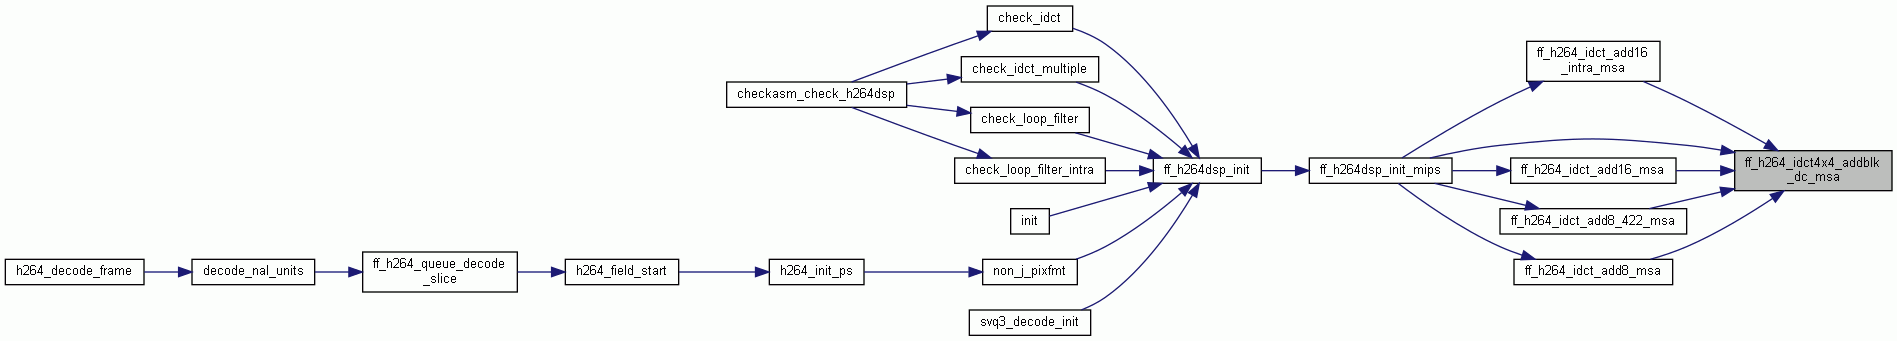 check_idct
check_idct_multiple
checkasm_check_h264dsp
check_loop_filter
check_loop_filter_intra
ff_h264dsp_init
init
non_j_pixfmt
svq3_decode_init
h264_decode_frame
decode_nal_units
ff_h264_queue_decode
_slice
h264_field_start
h264_init_ps
ff_h264dsp_init_mips
ff_h264_idct_add16
_intra_msa
ff_h264_idct_add16_msa
ff_h264_idct_add8_422_msa
ff_h264_idct_add8_msa
ff_h264_idct4x4_addblk
_dc_msa